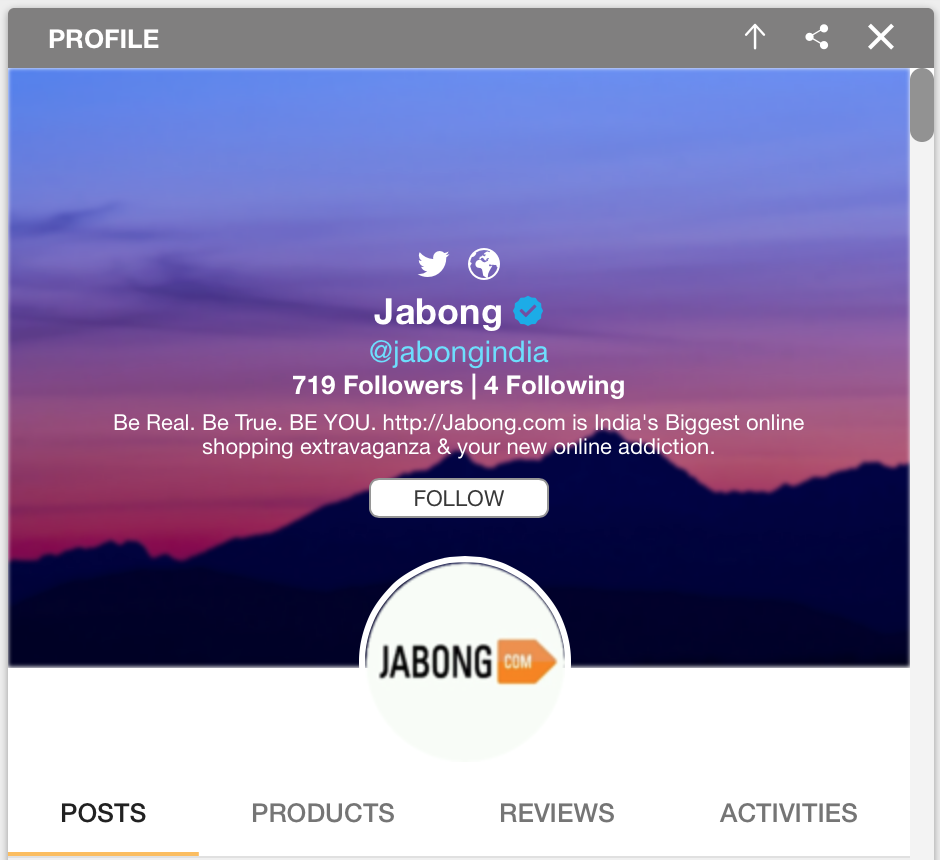 PROFILE
Jabong
@jabongindia
719 Followers | 4 Following
Be Real. Be True. BE YOU. http://Jabong.com is India's Biggest online
shopping extravaganza & your new online addiction.
FOLLOW
JABONG COM
POSTS PRODUCTS REVIEWS ACTIVITIES